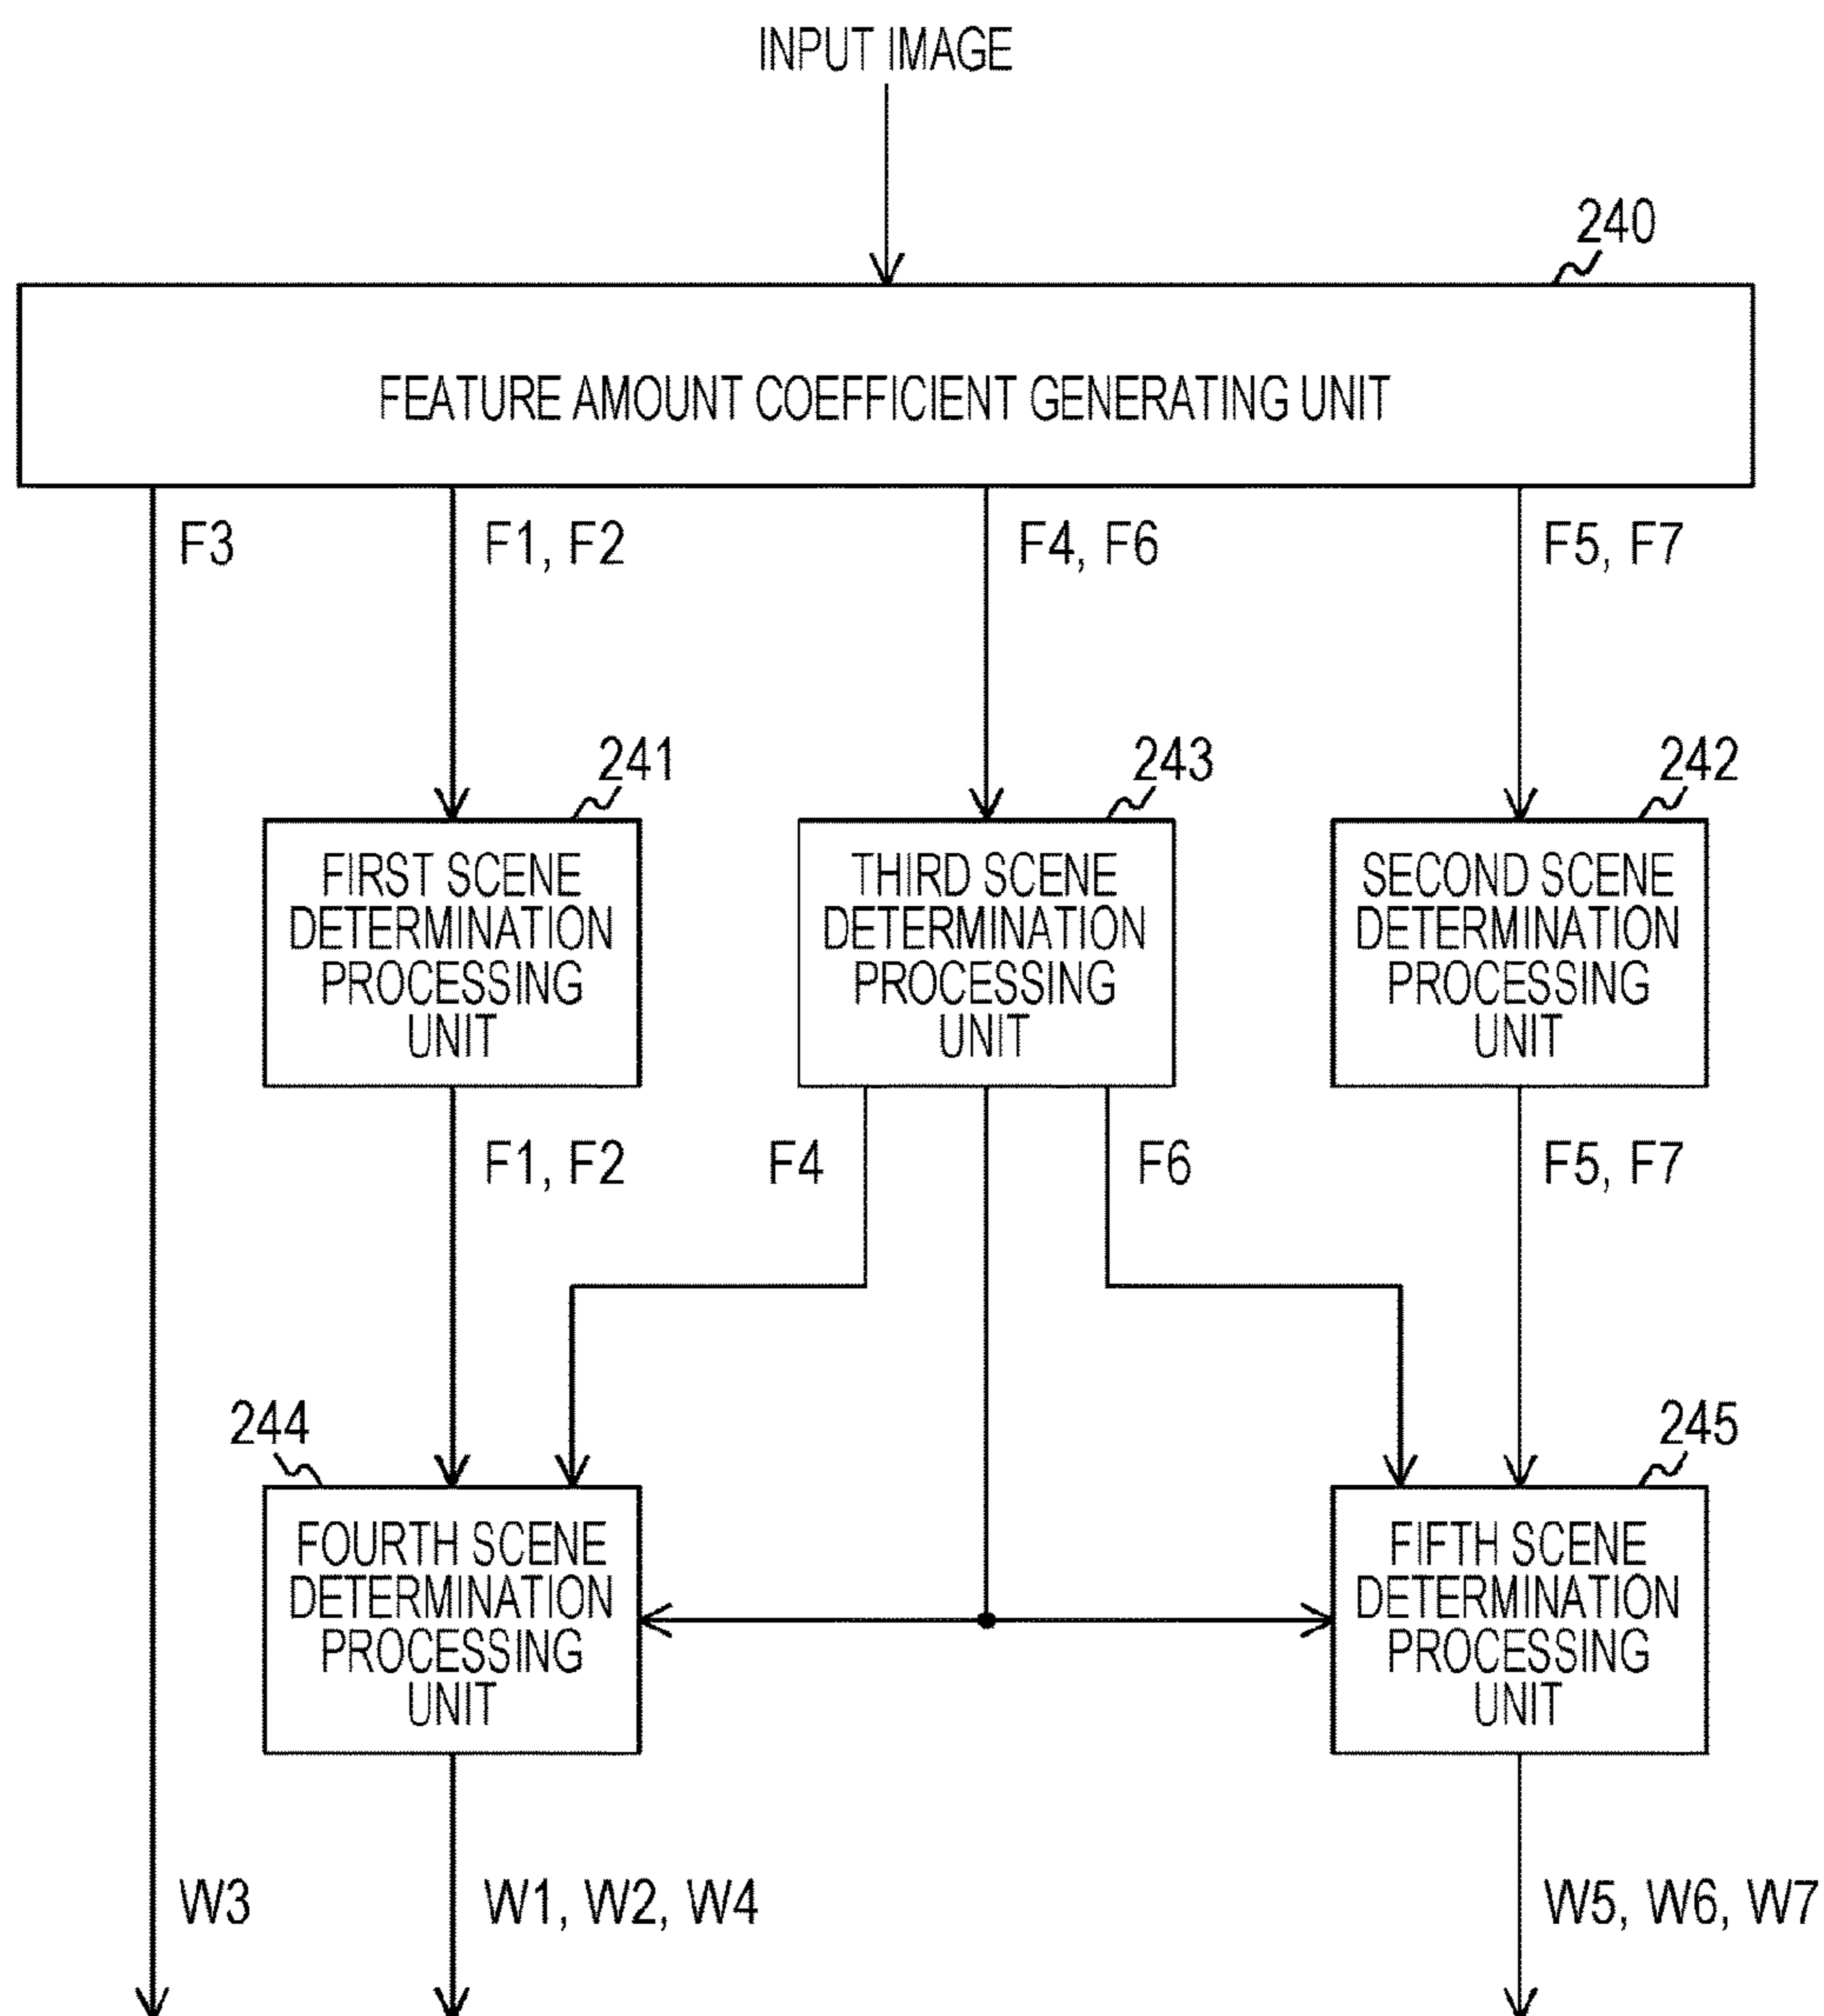 INPUT IMAGE
240
FEATURE AMOUNT COEFFICIENT GENERATING UNIT
F3
F1, F2
F4, F6
F5, F7
241
243
242
FIRST SCENE
DETERMINATION
PROCESSING
UNIT
THIRD SCENE
DETERMINATION
PROCESSING
UNIT
SECOND SCENE
DETERMINATION
PROCESSING
UNIT
F1, F2
F4
F6
F5, F7
244
245
FOURTH SCENE
DETERMINATION
PROCESSING
UNIT
FIFTH SCENE
DETERMINATION
PROCESSING
UNIT
W3
W1, W2, W4
W5, W6, W7